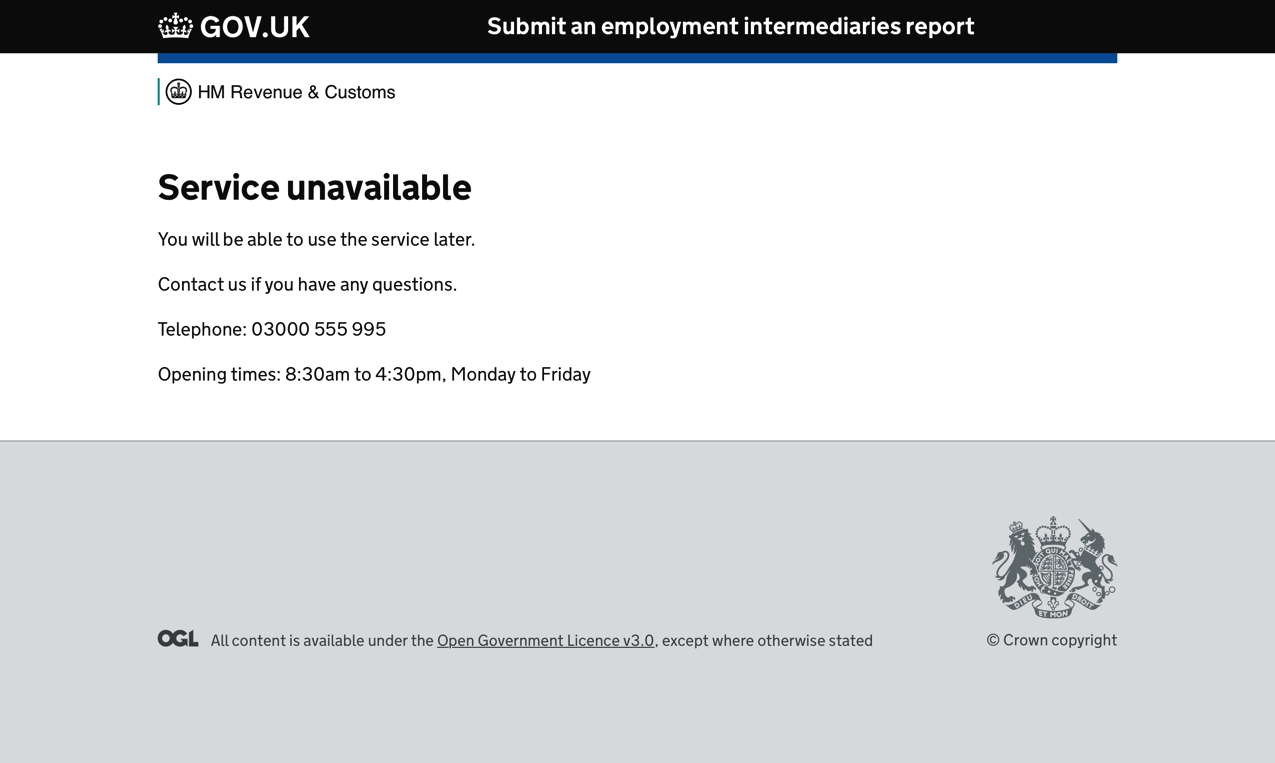 GOV.UK
Submit an employment intermediaries report
HM Revenue & Customs
Service unavailable
You will be able to use the service later.
Contact us if you have any questions.
Telephone: 03000 555 995
Opening times: 8:30am to 4:30pm, Monday to Friday
DIEU ET MON DROIT
OGL All content is available under the Open Government Licence v3.0, except where otherwise stated
© Crown copyright